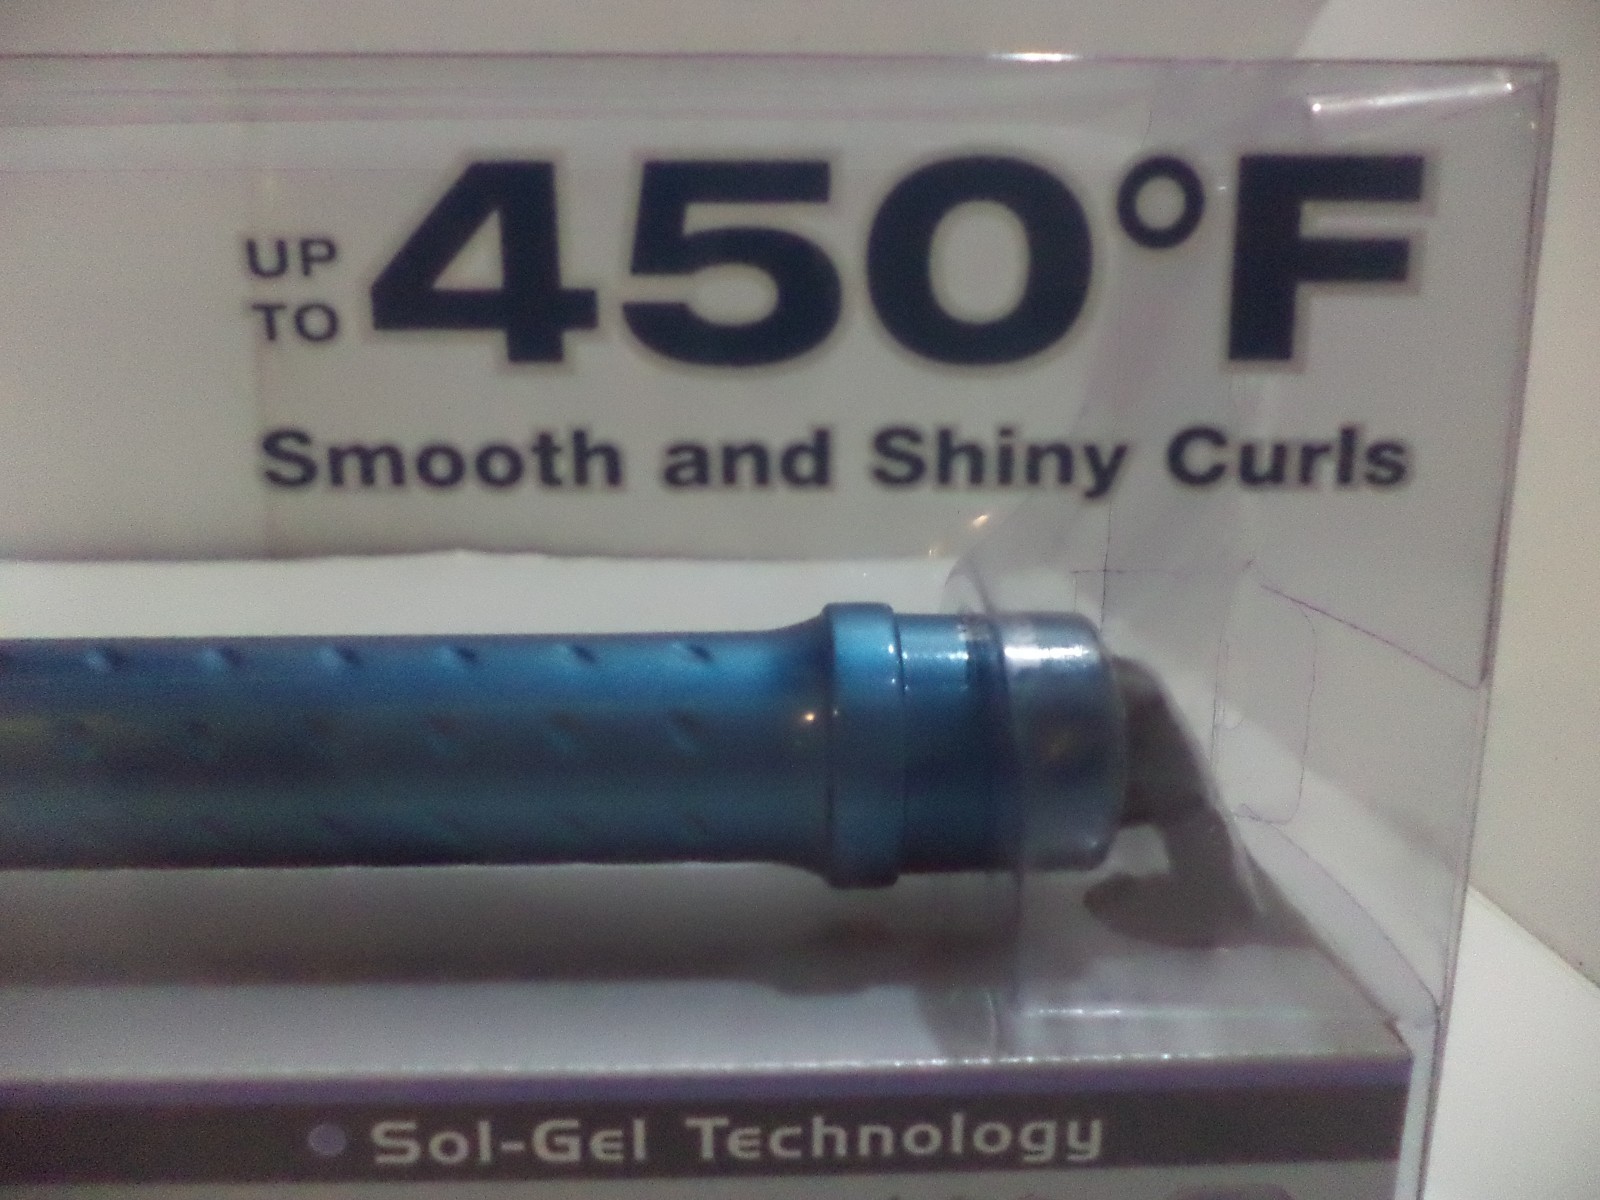 UP
TO
450°F
Smooth and Shiny Curls
Sol-Gel Technology